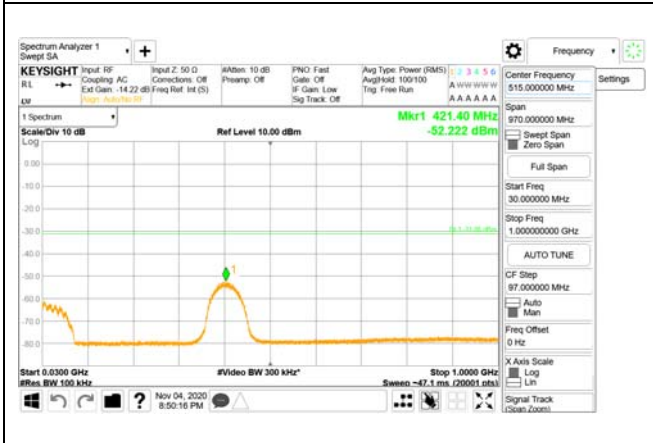 Spectrum Analyzer 1
Swept SA
+
Frequency
KEYSIGHT
Input: RF
Coupling: AC
Ext Gain: -14.22 dB
Align: Auto/No RF
Input Z: 50 Ω
Corrections: Off
Freq Ref: Int (S)
#Atten: 10 dB
Preamp: Off
PNO: Fast
Gate: Off
IF Gain: Low
Sig Track: Off
Avg Type: Power (RMS)
Avg|Hold: 100/100
Trig: Free Run
1 2 3 4 5 6
A W W W W W
A A A A A A
RL
1 Spectrum
Scale/Div 10 dB
Log
Ref Level 10.00 dBm
Mkr1 421.40 MHz
-52.222 dBm
0.00
-10.0
-20.0
-30.0
-40.0
-50.0
-60.0
-70.0
-80.0
1
Start 0.0300 GHz
#Res BW 100 kHz
#Video BW 300 kHz*
Stop 1.0000 GHz
Sweep ~47.1 ms (20001 pts)
Nov 04, 2020
8:50:16 PM
?
Center Frequency
515.000000 MHz
Settings
Span
970.000000 MHz
Swept Span
Zero Span
Full Span
Start Freq
30.000000 MHz
Stop Freq
1.000000000 GHz
AUTO TUNE
CF Step
97.000000 MHz
Auto
Man
Freq Offset
0 Hz
X Axis Scale
Log
Lin
Signal Track
(Span Zoom)